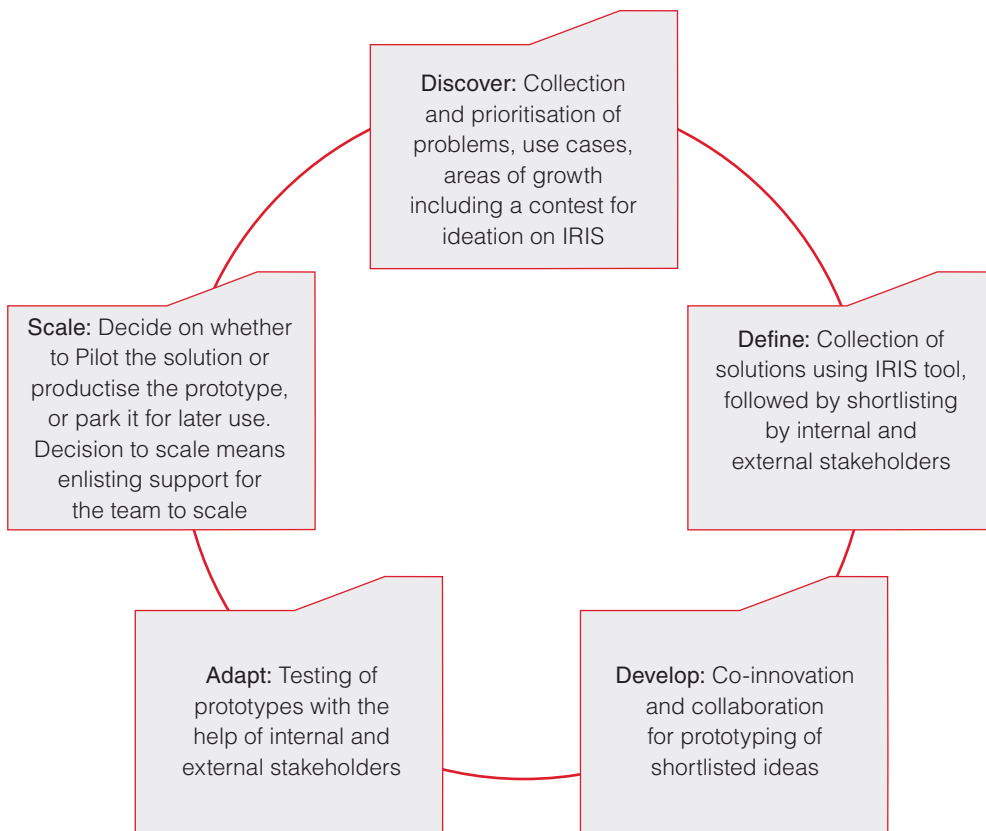 Discover: Collection
and prioritisation of
problems, use cases,
areas of growth
including a contest for
ideation on IRIS
Define: Collection of
solutions using IRIS tool,
followed by shortlisting
by internal and
external stakeholders
Develop: Co-innovation
and collaboration
for prototyping of
shortlisted ideas
Adapt: Testing of
prototypes with the
help of internal and
external stakeholders
Scale: Decide on whether
to Pilot the solution or
productise the prototype,
or park it for later use.
Decision to scale means
enlisting support for
the team to scale